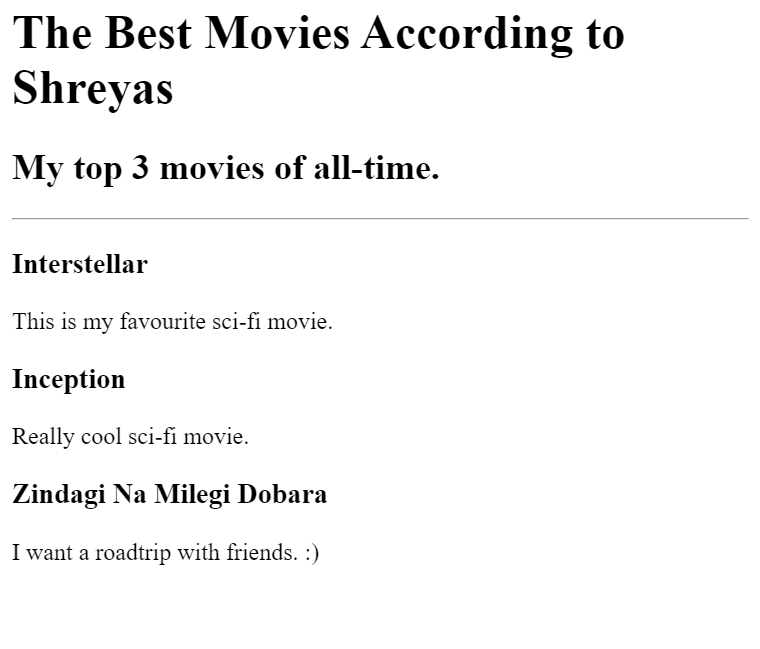 The Best Movies According to
Shreyas
My top 3 movies of all-time.
Interstellar
This is my favourite sci-fi movie.
Inception
Really cool sci-fi movie.
Zindagi Na Milegi Dobara
I want a roadtrip with friends. :)